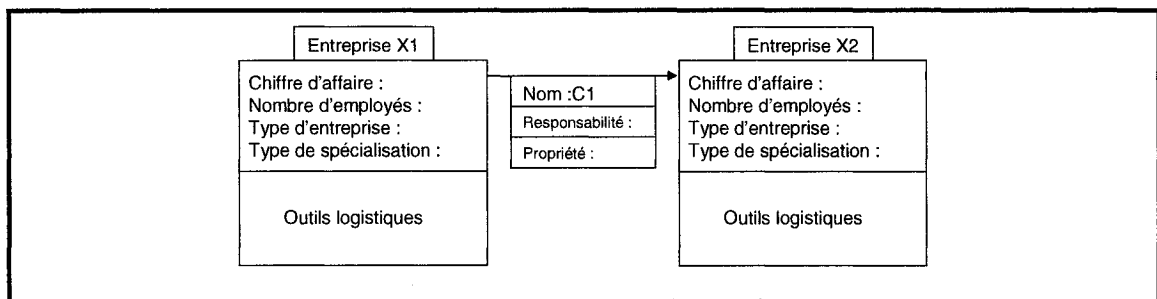 Entreprise X1
Chiffre d'affaire :
Nombre d'employés :
Type d'entreprise :
Type de spécialisation :
Outils logistiques
Nom :C1
Responsabilité :
Propriété :
Entreprise X2
Chiffre d'affaire :
Nombre d'employés :
Type d'entreprise :
Type de spécialisation :
Outils logistiques